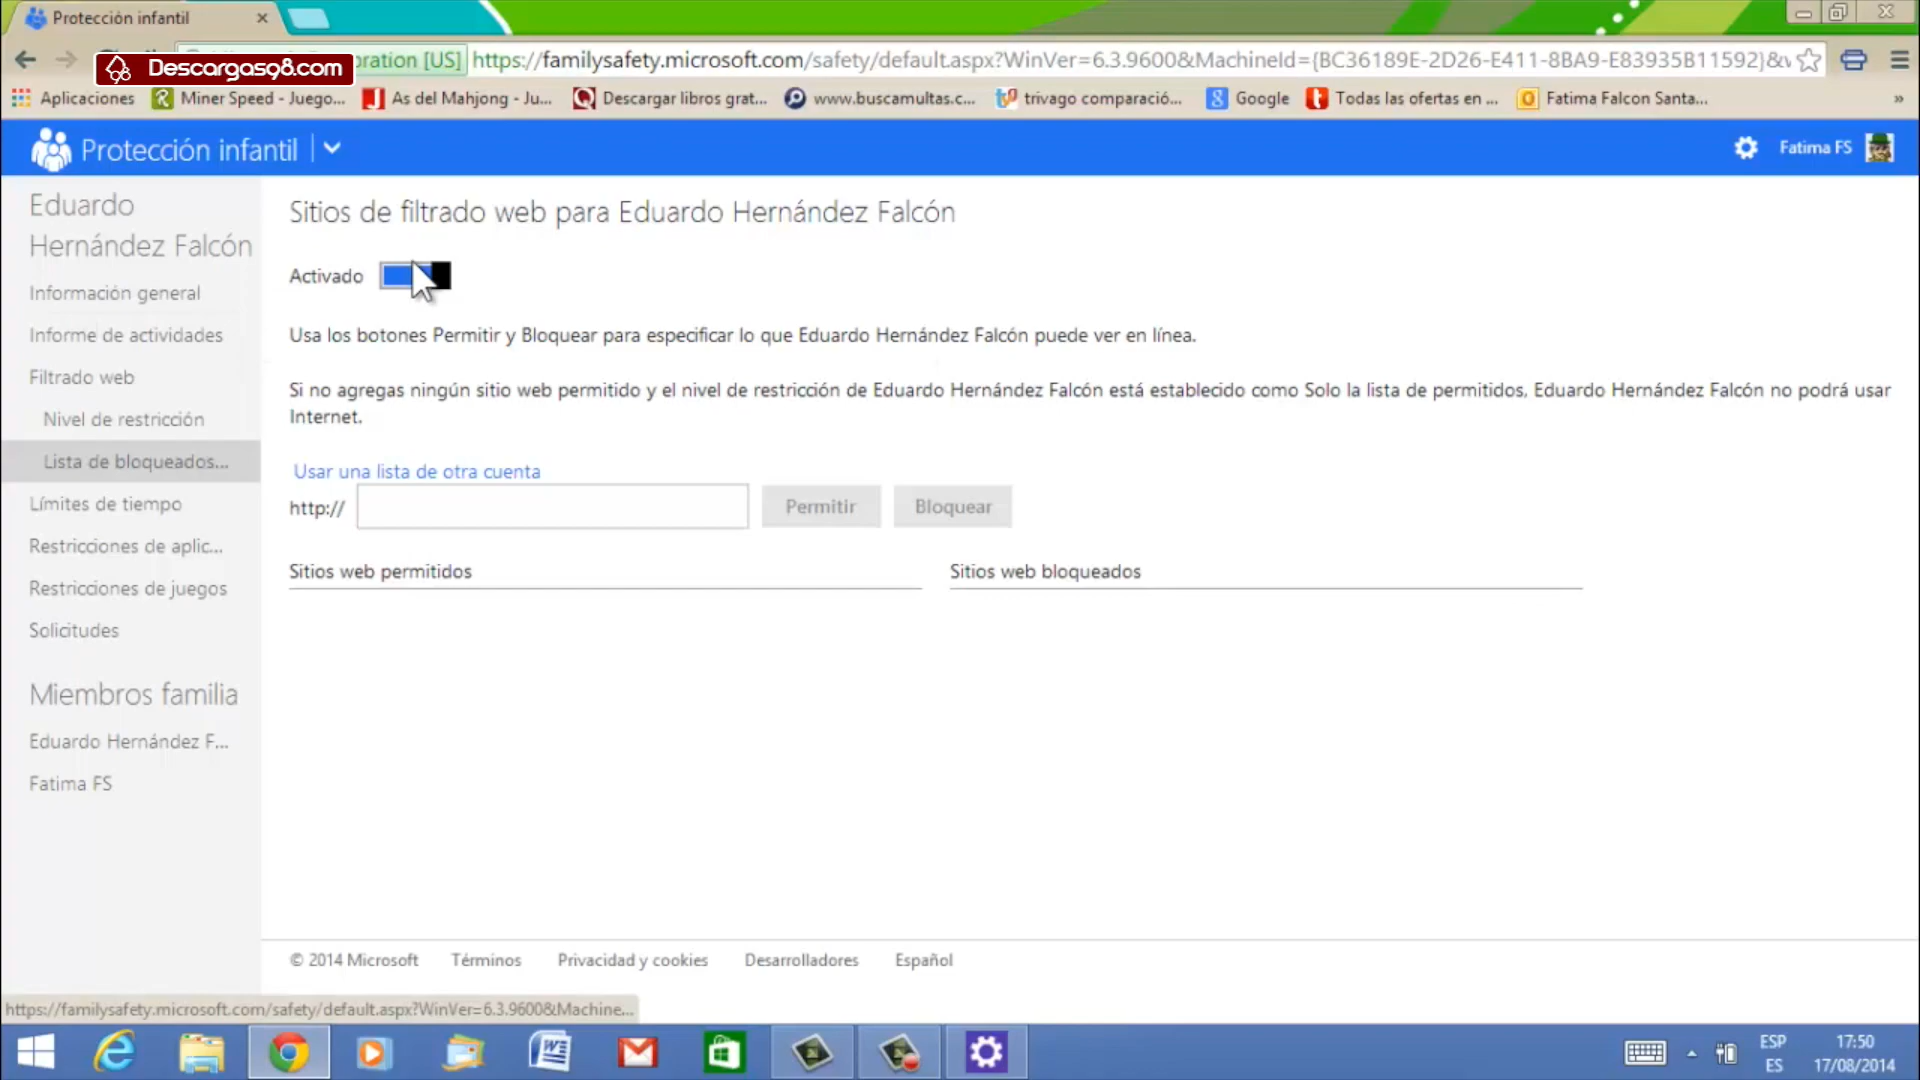 Protección infantil
Descargas98.com
oration [US]
https://familysafety.microsoft.com/safety/default.aspx?WinVer=6.3.9600&MachineId={BC36189E-2D26-E411-8BA9-E83935B11592}&v
Aplicaciones
Miner Speed - Juego...
As del Mahjong - Ju...
Descargar libros grat...
www.buscamultas.c...
trivago comparació...
Google
Todas las ofertas en ...
Fatima Falcon Santa...
»
Protección infantil
Fatima FS
Eduardo
Hernández Falcón
Información general
Informe de actividades
Filtrado web
Nivel de restricción
Lista de bloqueados...
Límites de tiempo
Restricciones de aplic...
Restricciones de juegos
Solicitudes
Miembros familia
Eduardo Hernández F...
Fatima FS
Sitios de filtrado web para Eduardo Hernández Falcón
Activado
Usa los botones Permitir y Bloquear para especificar lo que Eduardo Hernández Falcón puede ver en línea.
Si no agregas ningún sitio web permitido y el nivel de restricción de Eduardo Hernández Falcón está establecido como Solo la lista de permitidos, Eduardo Hernández Falcón no podrá usar
Internet.
Usar una lista de otra cuenta
http://
Permitir
Bloquear
Sitios web permitidos
Sitios web bloqueados
© 2014 Microsoft
Términos
Privacidad y cookies
Desarrolladores
Español
https://familysafety.microsoft.com/safety/default.aspx?WinVer=6.3.9600&Machine...
ESP
ES
17:50
17/08/2014